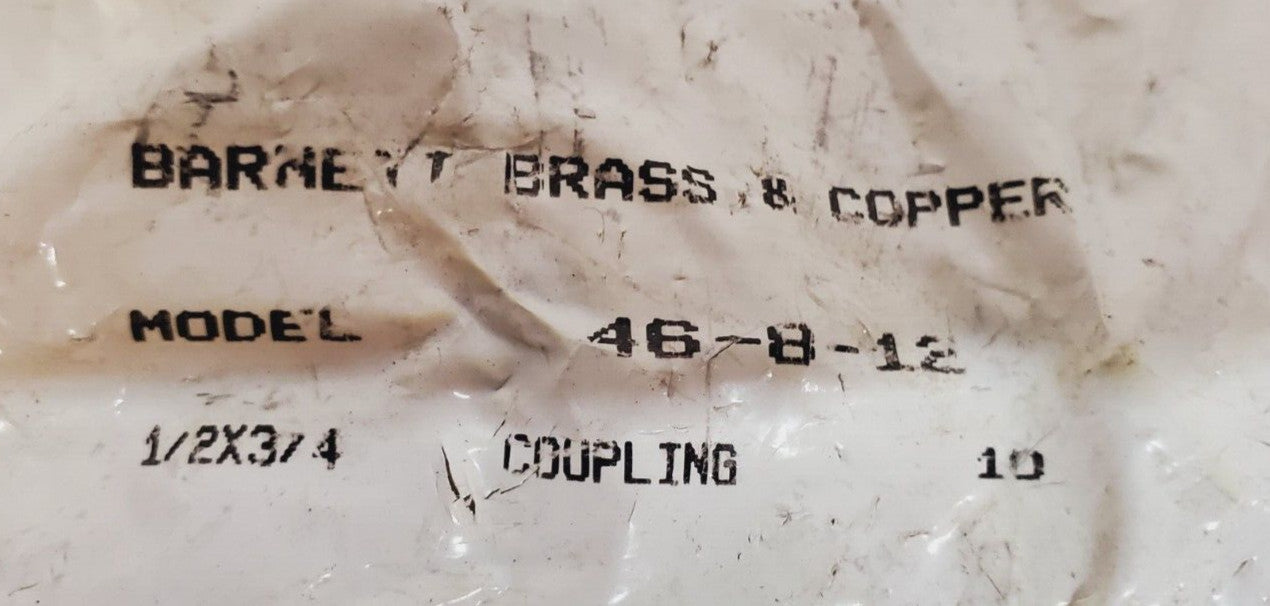 BARNETT BRASS & COPPER
MODEL 46-8-12
1/2X3/4 COUPLING 10